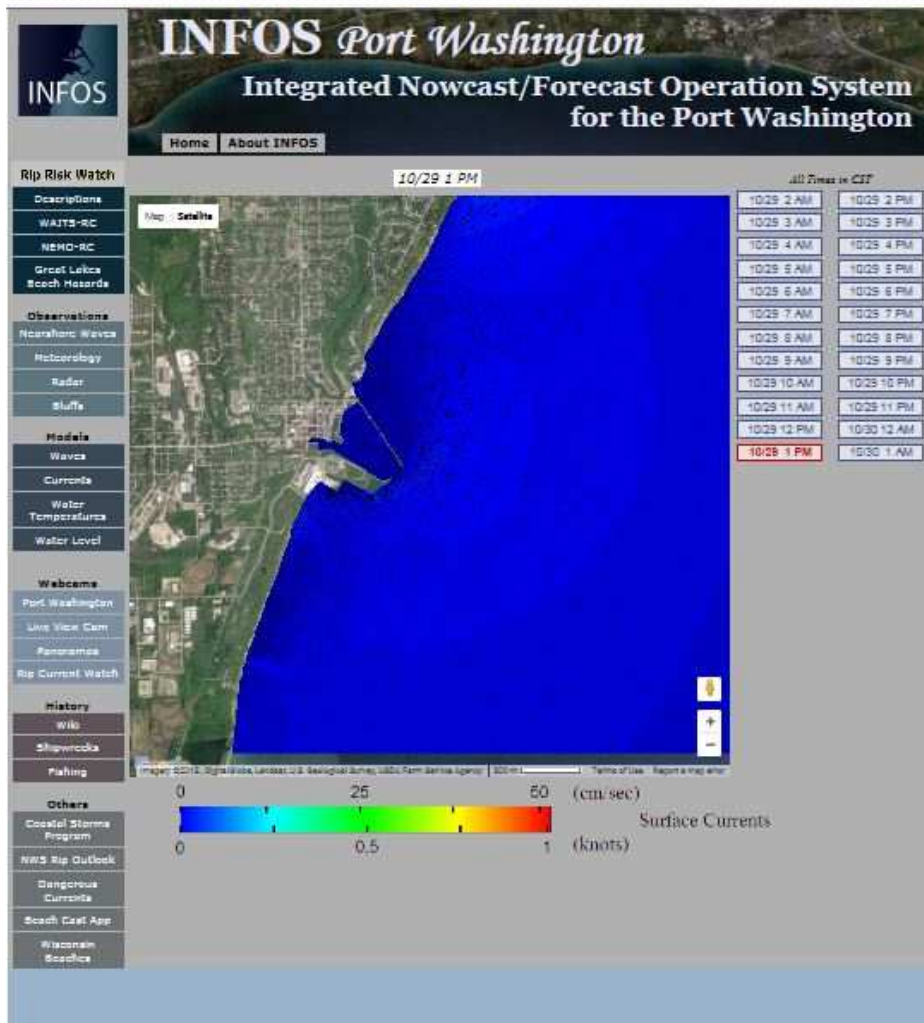 INFOS
INFOS Port Washington
Integrated Nowcast/Forecast Operation System
for the Port Washington
Home
About INFOS
Rip Risk Watch
Descriptions
WAITS-RC
NEMO-RC
Great Lakes
Beach Hazards
Observations
Nearshore Waves
Meteorology
Radar
Bluffs
Models
Waves
Currents
Water
Temperatures
Water Level
Webcams
Port Washington
Live View Cam
Panoramas
Rip Current Watch
History
Wiki
Shipwrecks
Fishing
Others
Coastal Storms
Program
NWS Rip Outlook
Dangerous
Currents
Beach Cast App
Wisconsin
Beaches
10/29 1 PM
Map Satellite
Terms of Use Report a map error
0 25 50 (cm/sec)
Surface Currents
0 0.5 1 (knots)
All Times in CST
10/29 2 AM 10/29 2 PM
10/29 3 AM 10/29 3 PM
10/29 4 AM 10/29 4 PM
10/29 5 AM 10/29 5 PM
10/29 6 AM 10/29 6 PM
10/29 7 AM 10/29 7 PM
10/29 8 AM 10/29 8 PM
10/29 9 AM 10/29 9 PM
10/29 10 AM 10/29 10 PM
10/29 11 AM 10/29 11 PM
10/29 12 PM 10/30 12 AM
10/29 1 PM 10/30 1 AM